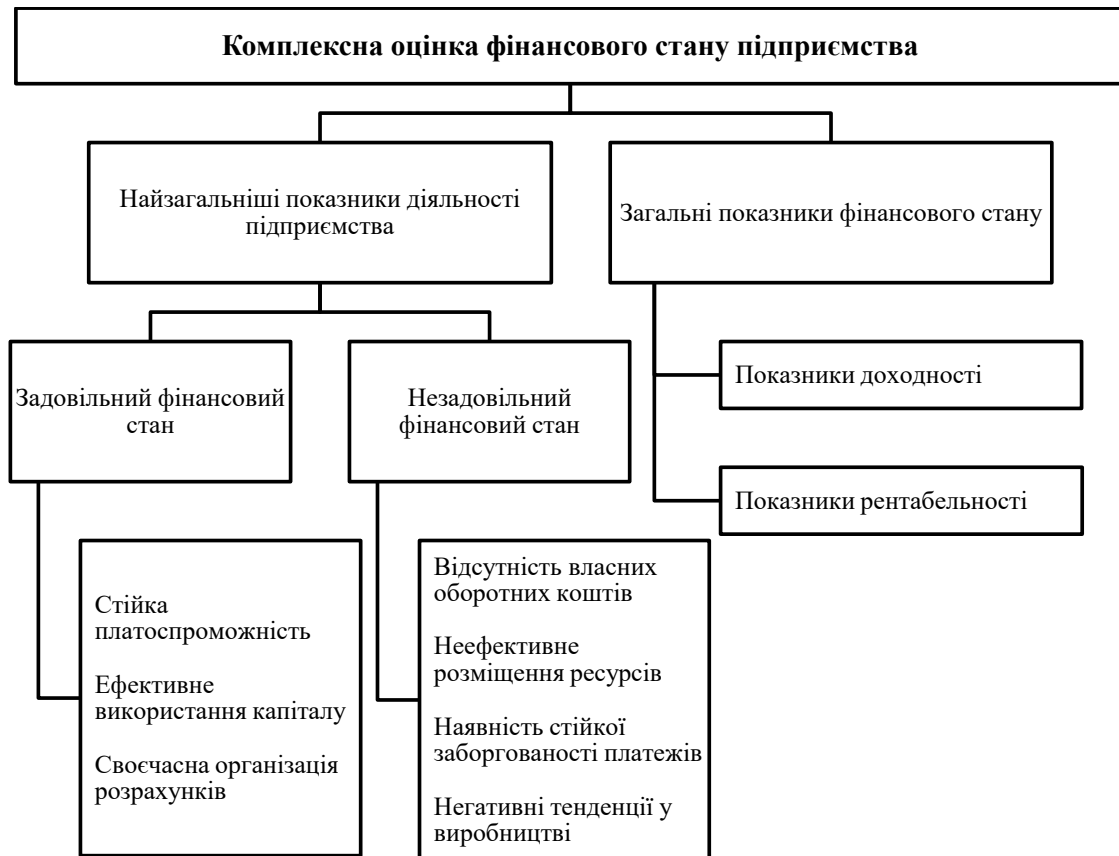 Комплексна оцінка фінансового стану підприємства
Найзагальніші показники діяльності
підприємства
Загальні показники фінансового стану
Задовільний фінансовий
стан
Незадовільний
фінансовий стан
Показники доходності
Показники рентабельності
Стійка
платоспроможність
Ефективне
використання капіталу
Своєчасна організація
розрахунків
Відсутність власних
оборотних коштів
Неефективне
розміщення ресурсів
Наявність стійкої
заборгованості платежів
Негативні тенденції у
виробництві